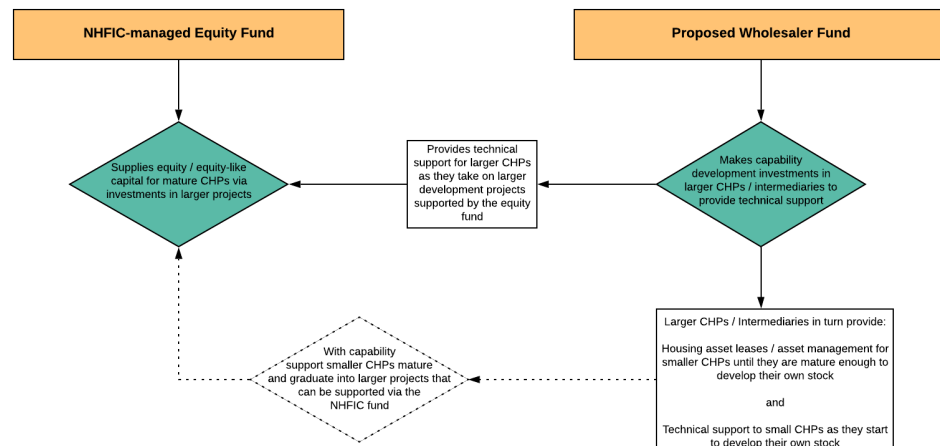 NHFIC-managed Equity Fund
Proposed Wholesaler Fund
Supplies equity / equity-like
capital for mature CHPs via
investments in larger projects
Provides technical
support for larger CHPs
as they take on larger
development projects
supported by the equity
fund
Makes capability
development investments in
larger CHPs / intermediaries to
provide technical support
With capability
support smaller CHPs mature
and graduate into larger projects that
can be supported via the
NHFIC fund
Larger CHPs / Intermediaries in turn provide:
Housing asset leases / asset management for
smaller CHPs until they are mature enough to
develop their own stock
and
Technical support to small CHPs as they start
to develop their own stock